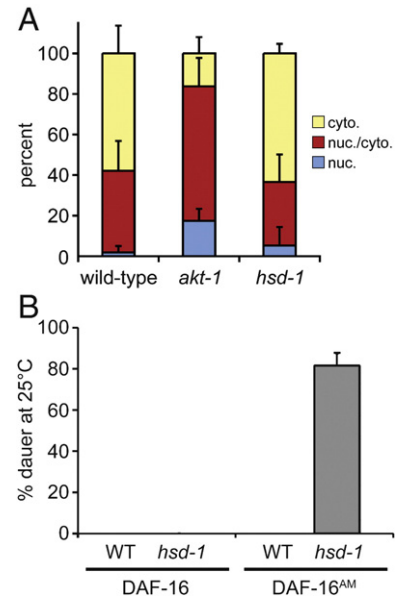 A
percent
100
80
60
40
20
0
cyto.
nuc./cyto.
nuc.
wild-type akt-1 hsd-1
B
% dauer at 25°C
100
80
60
40
20
0
WT hsd-1 WT hsd-1
DAF-16 DAF-16ᴬᴹ